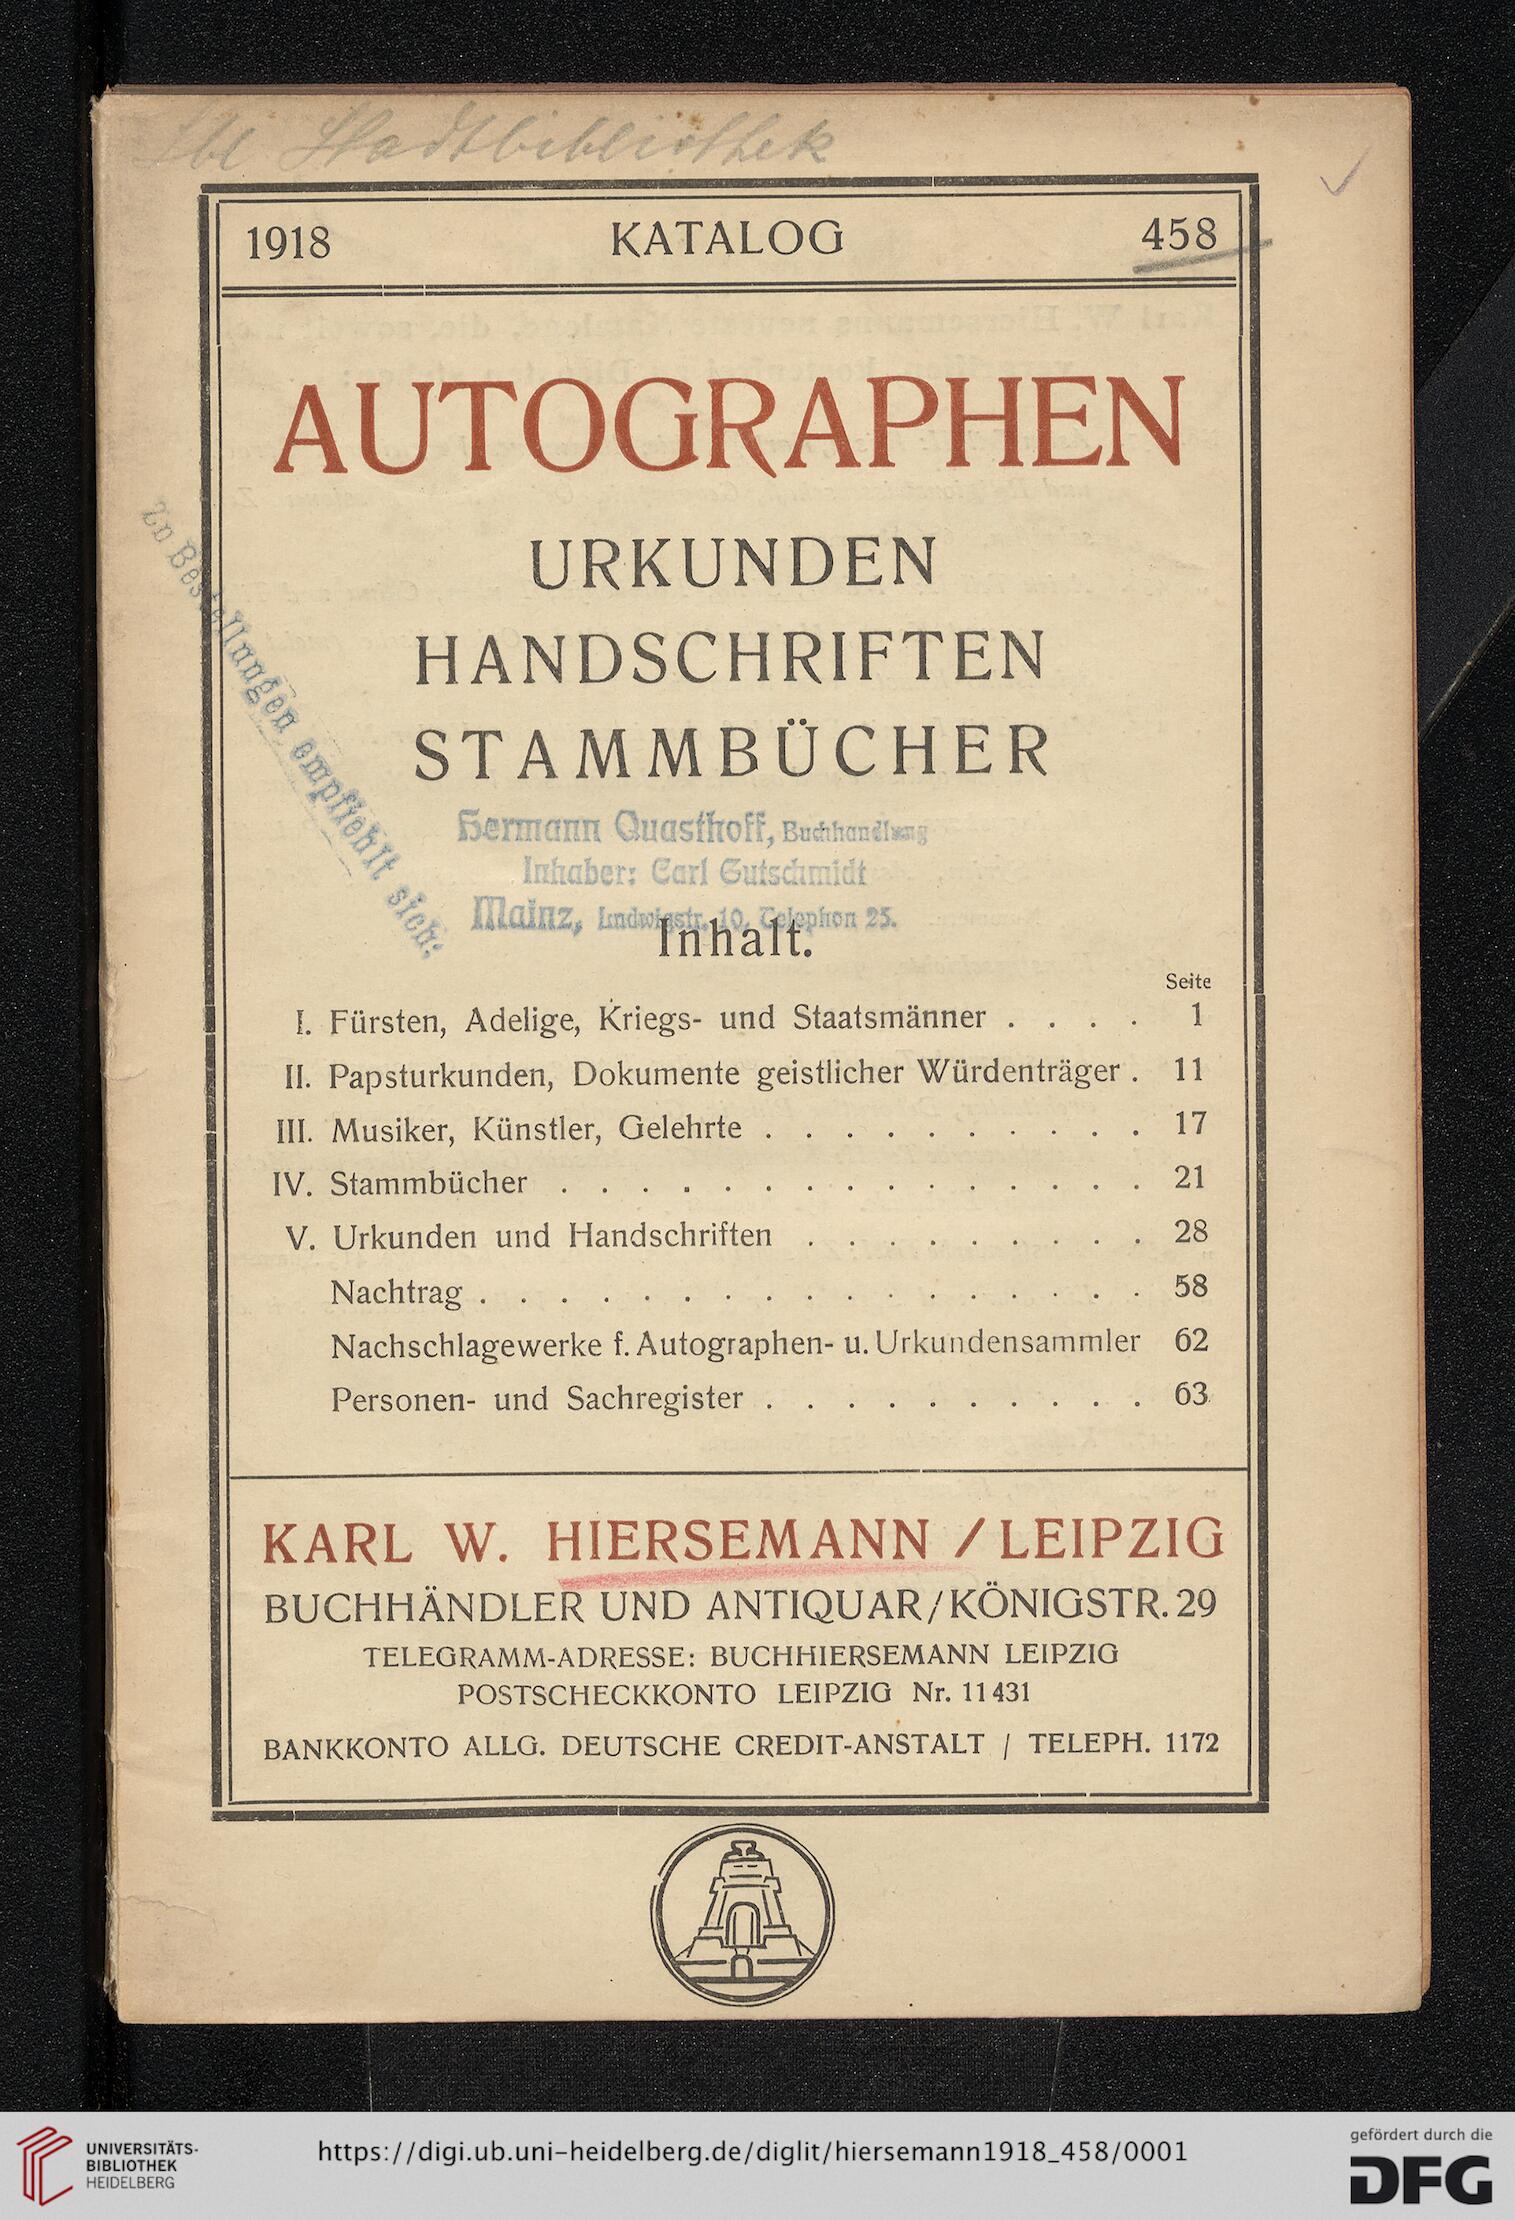 Stadtbibliothek
1918 KATALOG 458
AUTOGRAPHEN
URKUNDEN
HANDSCHRIFTEN
STAMMBÜCHER
Zu Bestellungen empfiehlt sich:
Hermann Quasthoff, Buchhandlung
Inhaber: Carl Gutschmidt
Mainz, Ludwigstr. 10, Telephon 25.
Inhalt.
Seite
I. Fürsten, Adelige, Kriegs- und Staatsmänner . . . . 1
II. Papsturkunden, Dokumente geistlicher Würdenträger . 11
III. Musiker, Künstler, Gelehrte . . . . . . . . . . 17
IV. Stammbücher . . . . . . . . . . . . . . . 21
V. Urkunden und Handschriften . . . . . . . . . 28
Nachtrag . . . . . . . . . . . . . . . . . 58
Nachschlagewerke f. Autographen- u. Urkundensammler 62
Personen- und Sachregister . . . . . . . . . . 63
KARL W. HIERSEMANN / LEIPZIG
BUCHHÄNDLER UND ANTIQUAR / KÖNIGSTR. 29
TELEGRAMM-ADRESSE: BUCHHIERSEMANN LEIPZIG
POSTSCHECKKONTO LEIPZIG Nr. 11431
BANKKONTO ALLG. DEUTSCHE CREDIT-ANSTALT / TELEPH. 1172
UNIVERSITÄTS-
BIBLIOTHEK
HEIDELBERG
https://digi.ub.uni-heidelberg.de/diglit/hiersemann1918_458/0001
gefördert durch die
DFG